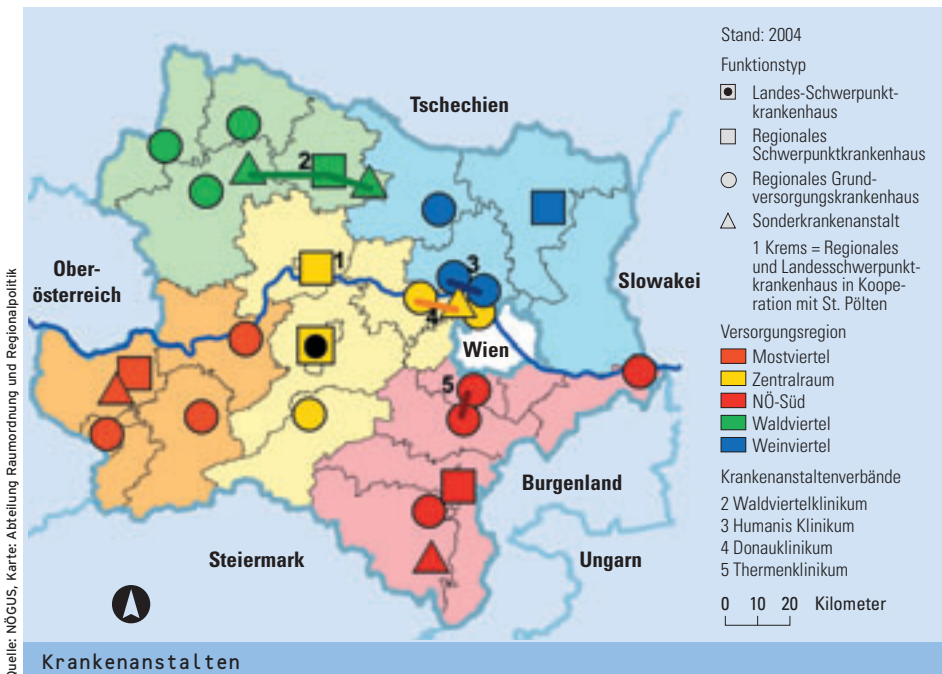 Tschechien
Ober-
österreich
Slowakei
Wien
Burgenland
Steiermark
Ungarn
1
2
3
4
5
Stand: 2004
Funktionstyp
Landes-Schwerpunkt-
krankenhaus
Regionales
Schwerpunktkrankenhaus
Regionales Grund-
versorgungskrankenhaus
Sonderkrankenanstalt
1 Krems = Regionales
und Landesschwerpunkt-
krankenhaus in Koope-
ration mit St. Pölten
Versorgungsregion
Mostviertel
Zentralraum
NÖ-Süd
Waldviertel
Weinviertel
Krankenanstaltenverbände
2 Waldviertelklinikum
3 Humanis Klinikum
4 Donauklinikum
5 Thermenklinikum
0 10 20 Kilometer
Quelle: NÖGUS, Karte: Abteilung Raumordnung und Regionalpolitik
Krankenanstalten